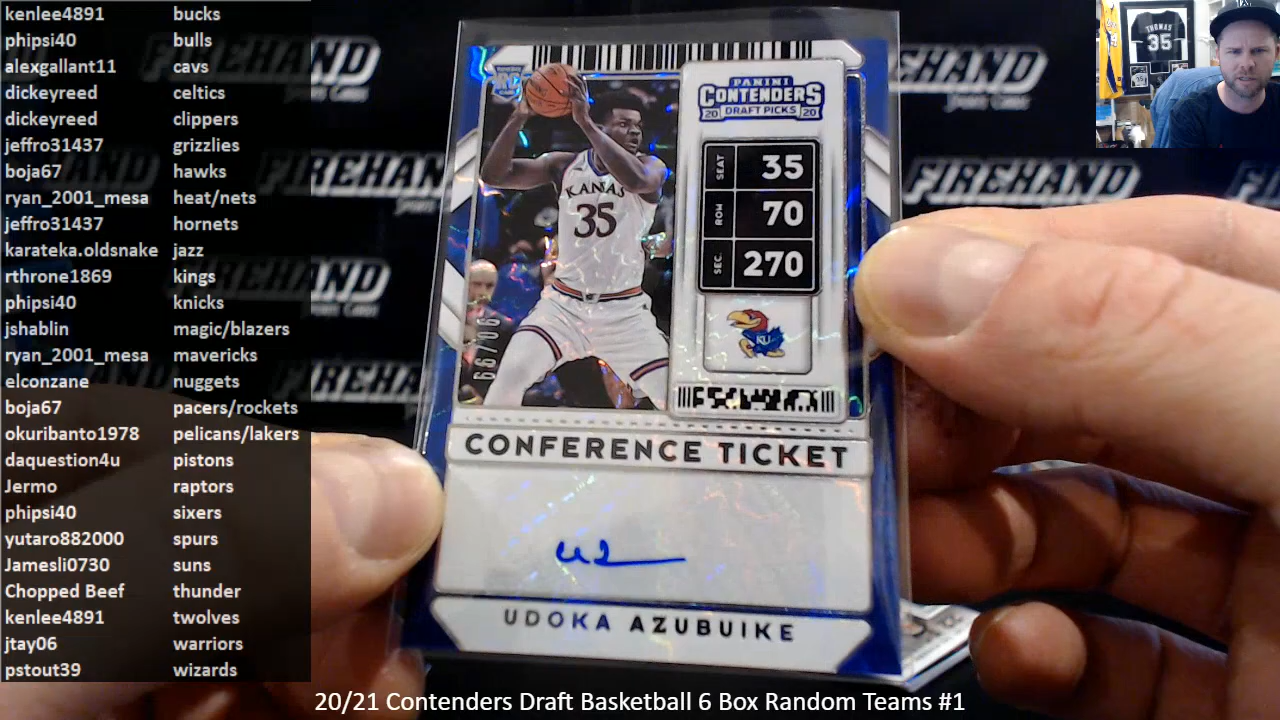 kenlee4891 bucks
phipsi40 bulls
alexgallant11 cavs
dickeyreed celtics
dickeyreed clippers
jeffro31437 grizzlies
boja67 hawks
ryan_2001_mesa heat/nets
jeffro31437 hornets
karateka.oldsnake jazz
rthrone1869 kings
phipsi40 knicks
jshablin magic/blazers
ryan_2001_mesa mavericks
elconzane nuggets
boja67 pacers/rockets
okuribanto1978 pelicans/lakers
daquestion4u pistons
Jermo raptors
phipsi40 sixers
yutaro882000 spurs
Jamesli0730 suns
Chopped Beef thunder
kenlee4891 twolves
jtay06 warriors
pstout39 wizards
FIREHAND
FIREHAND
RC
KANSAS
35
PANINI
CONTENDERS
20 DRAFT PICKS 20
SEAT 35
ROW 70
SEC. 270
KU
CONFERENCE TICKET
UDOKA AZUBUIKE
THOMAS
35
20/21 Contenders Draft Basketball 6 Box Random Teams #1